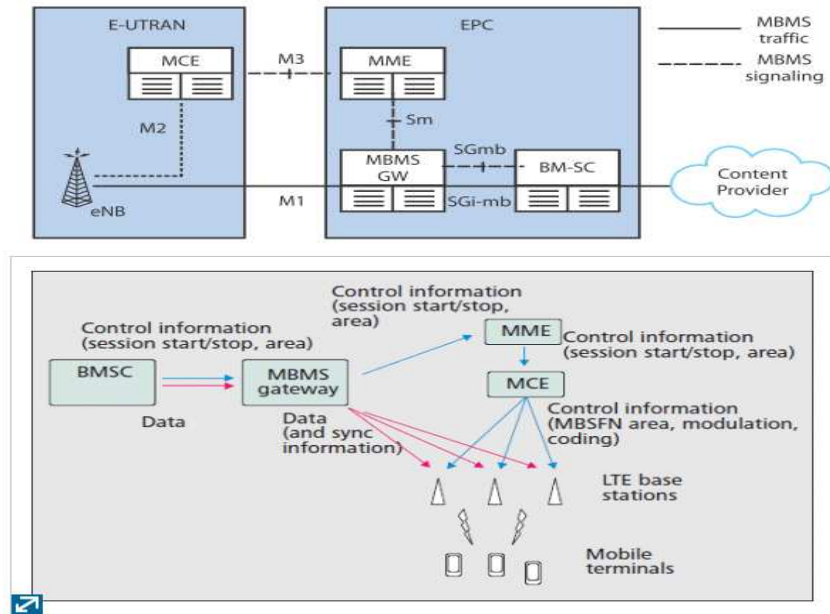 E-UTRAN
EPC
MBMS
traffic
MBMS
signaling
MCE
M3
MME
M2
Sm
MBMS
GW
SGmb
BM-SC
Content
Provider
eNB
M1
SGi-mb
Control information
(session start/stop,
area)
Control information
(session start/stop, area)
MME
Control information
(session start/stop, area)
BMSC
MBMS
gateway
MCE
Data
Data
(and sync
information)
Control information
(MBSFN area, modulation,
coding)
LTE base
stations
Mobile
terminals